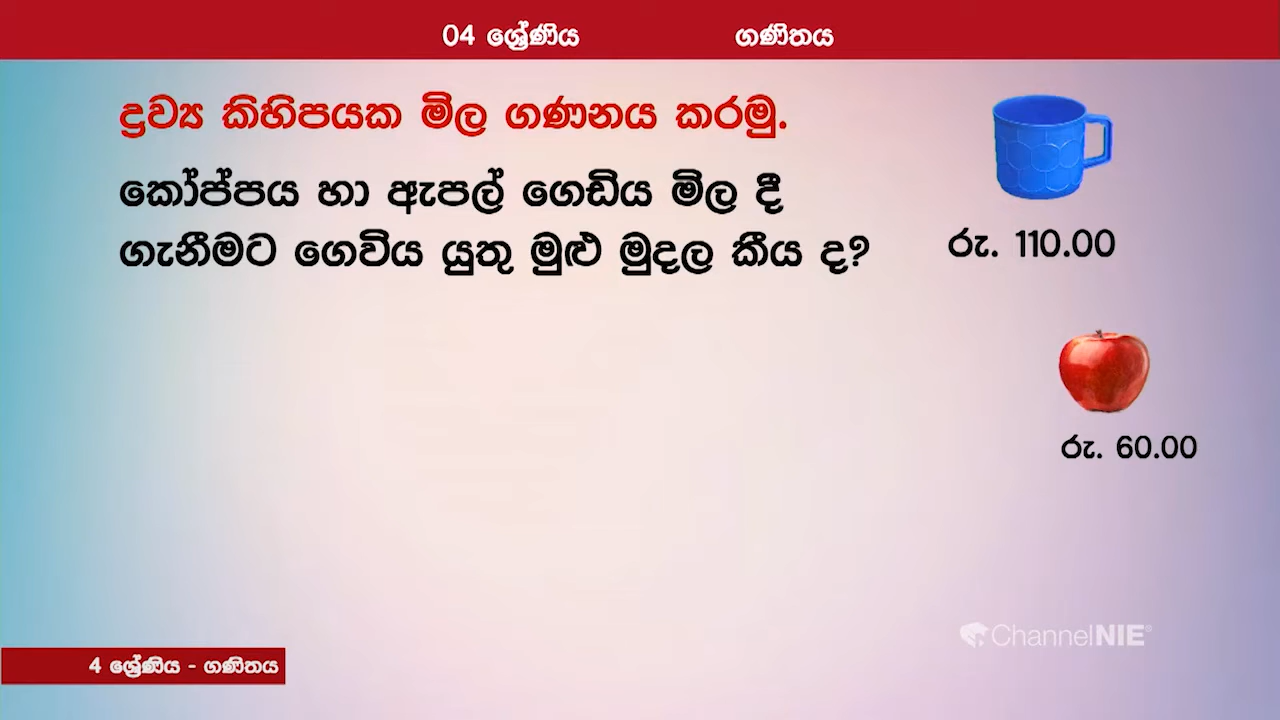 04 ශ්‍රේණිය ගණිතය
ද්‍රව්‍ය කිහිපයක මිල ගණනය කරමු.
කෝප්පය හා ඇපල් ගෙඩිය මිල දී
ගැනීමට ගෙවිය යුතු මුළු මුදල කීය ද?
රු. 110.00
රු. 60.00
ChannelNIE
4 ශ්‍රේණිය - ගණිතය